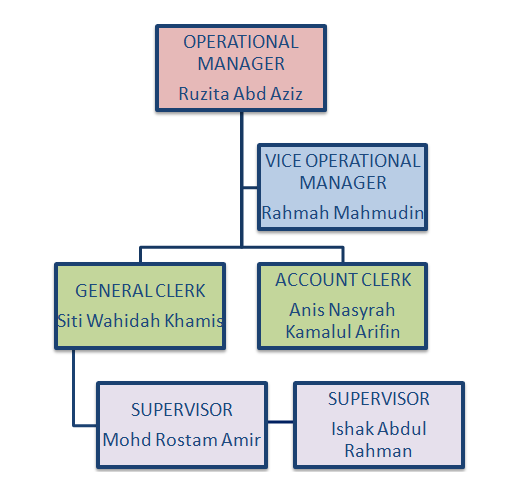 OPERATIONAL
MANAGER
Ruzita Abd Aziz
VICE OPERATIONAL
MANAGER
Rahmah Mahmudin
GENERAL CLERK
Siti Wahidah Khamis
ACCOUNT CLERK
Anis Nasyrah
Kamalul Arifin
SUPERVISOR
Mohd Rostam Amir
SUPERVISOR
Ishak Abdul
Rahman